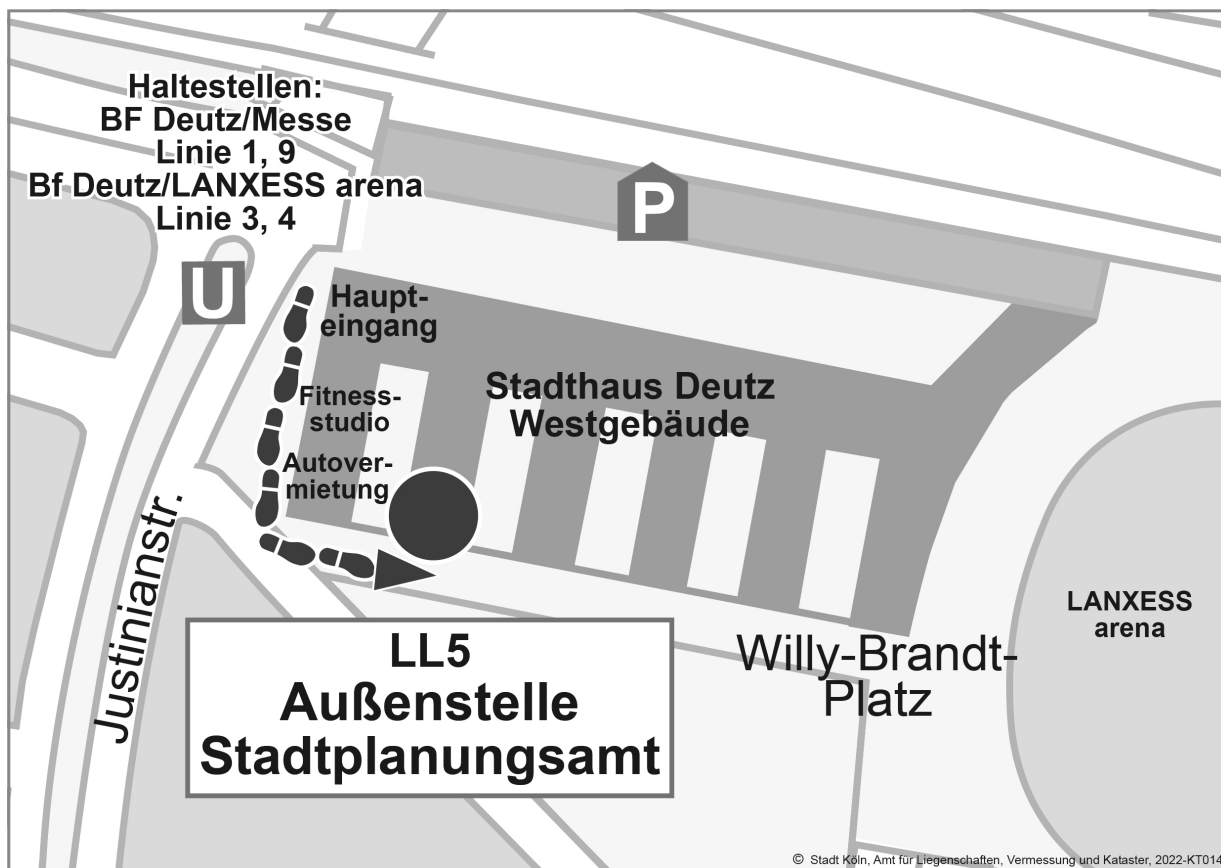 Haltestellen:
BF Deutz/Messe
Linie 1, 9
Bf Deutz/LANXESS arena
Linie 3, 4
P
U
Haupt-
eingang
Stadthaus Deutz
Westgebäude
Fitness-
studio
Autover-
mietung
Justinianstr.
LANXESS
arena
Willy-Brandt-
Platz
LL5
Außenstelle
Stadtplanungsamt
© Stadt Köln, Amt für Liegenschaften, Vermessung und Kataster, 2022-KT014